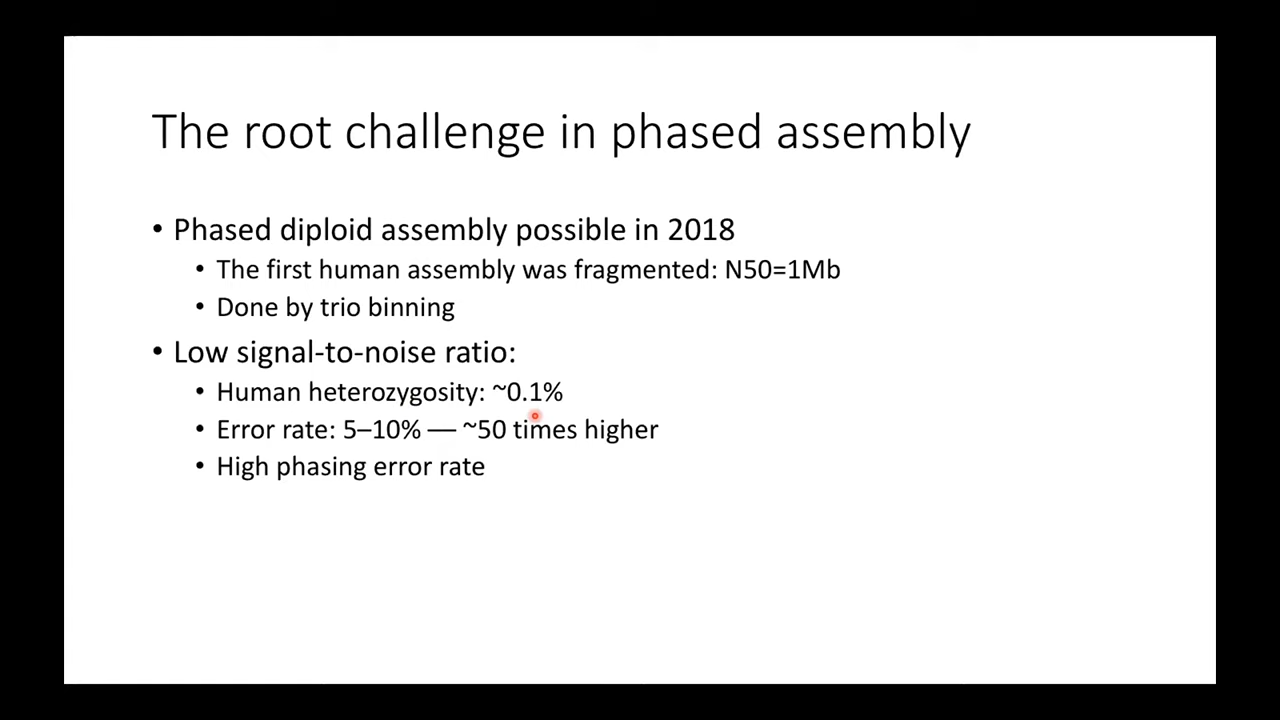 The root challenge in phased assembly
• Phased diploid assembly possible in 2018
• The first human assembly was fragmented: N50=1Mb
• Done by trio binning
• Low signal-to-noise ratio:
• Human heterozygosity: ~0.1%
• Error rate: 5–10% — ~50 times higher
• High phasing error rate